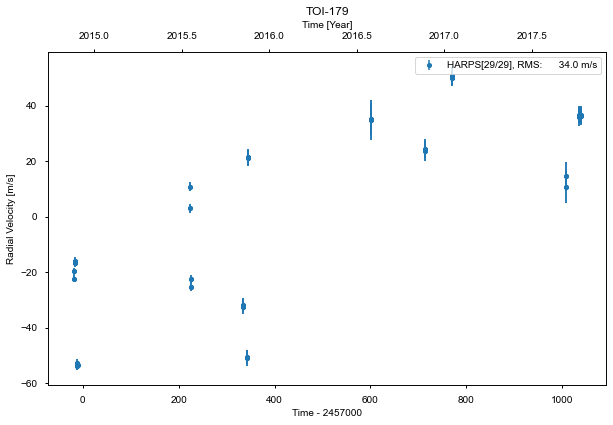 TOI-179
Time [Year]
2015.0 2015.5 2016.0 2016.5 2017.0 2017.5
HARPS[29/29], RMS: 34.0 m/s
Radial Velocity [m/s]
40
20
0
−20
−40
−60
0 200 400 600 800 1000
Time - 2457000